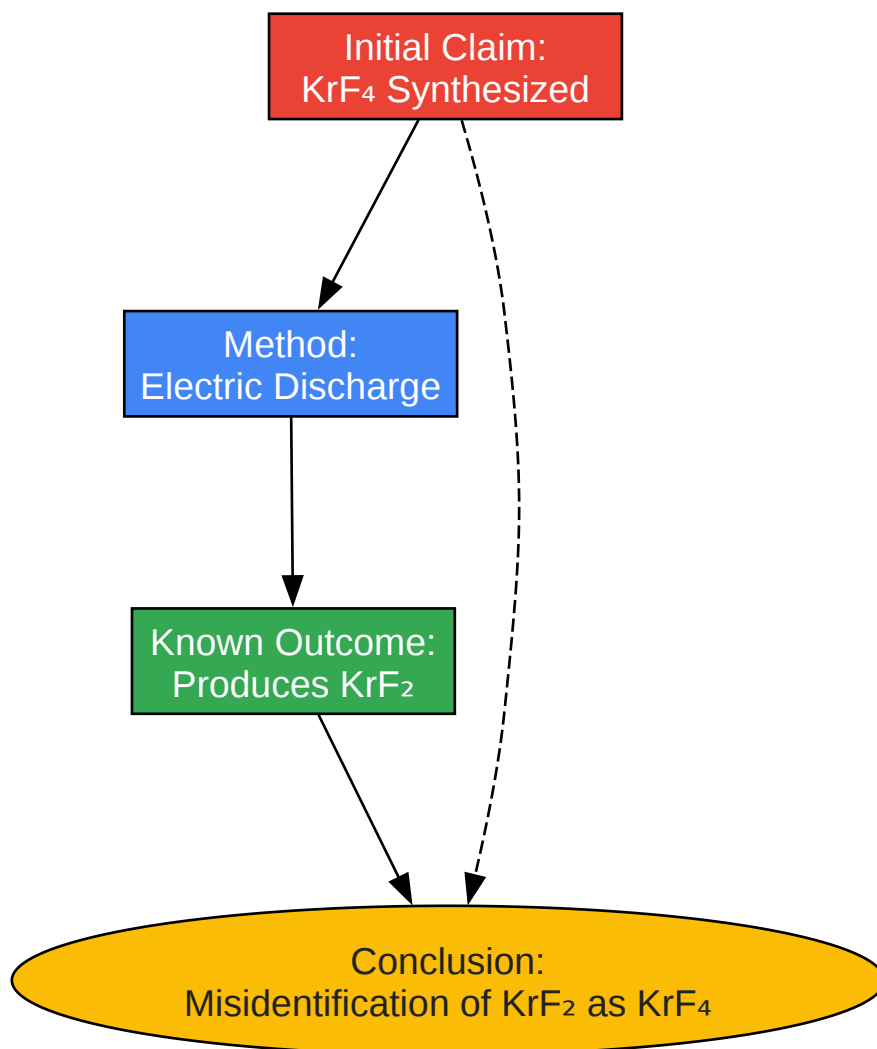 Initial Claim:
KrF₄ Synthesized
Method:
Electric Discharge
Known Outcome:
Produces KrF₂
Conclusion:
Misidentification of KrF₂ as KrF₄